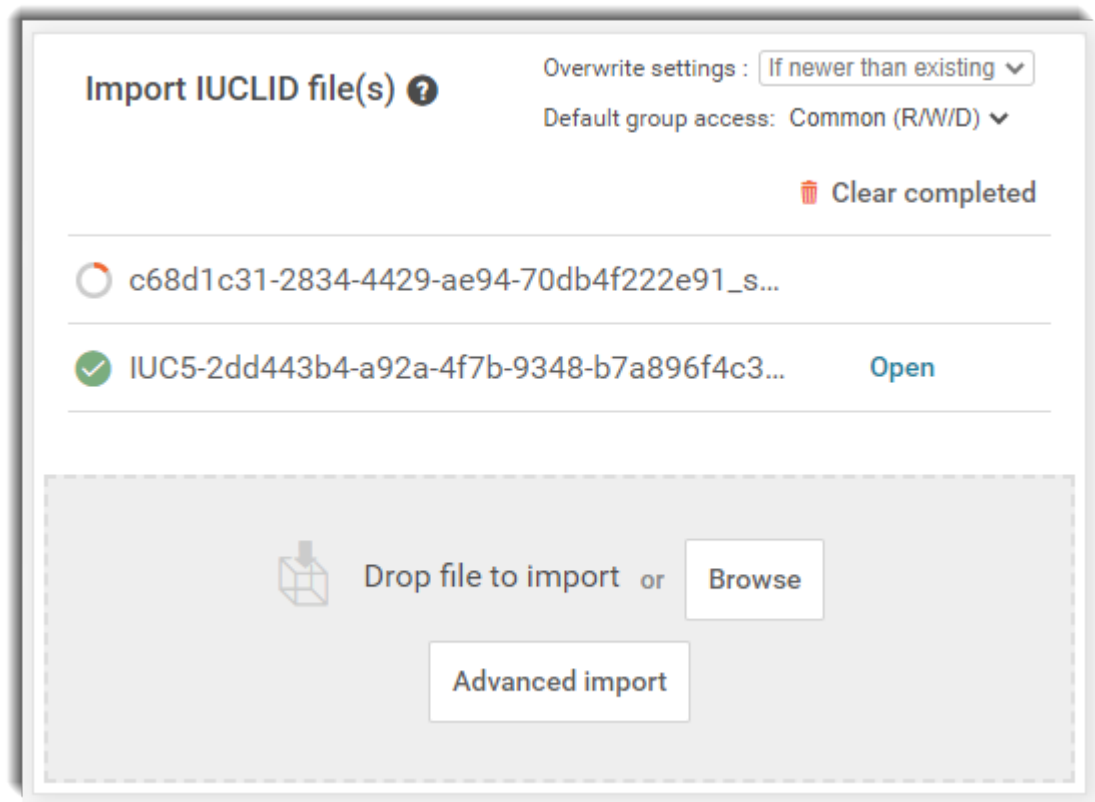 Import IUCLID file(s) ?
Overwrite settings : If newer than existing
Default group access: Common (R/W/D)
Clear completed
c68d1c31-2834-4429-ae94-70db4f222e91_s...
IUC5-2dd443b4-a92a-4f7b-9348-b7a896f4c3... Open
Drop file to import or Browse
Advanced import